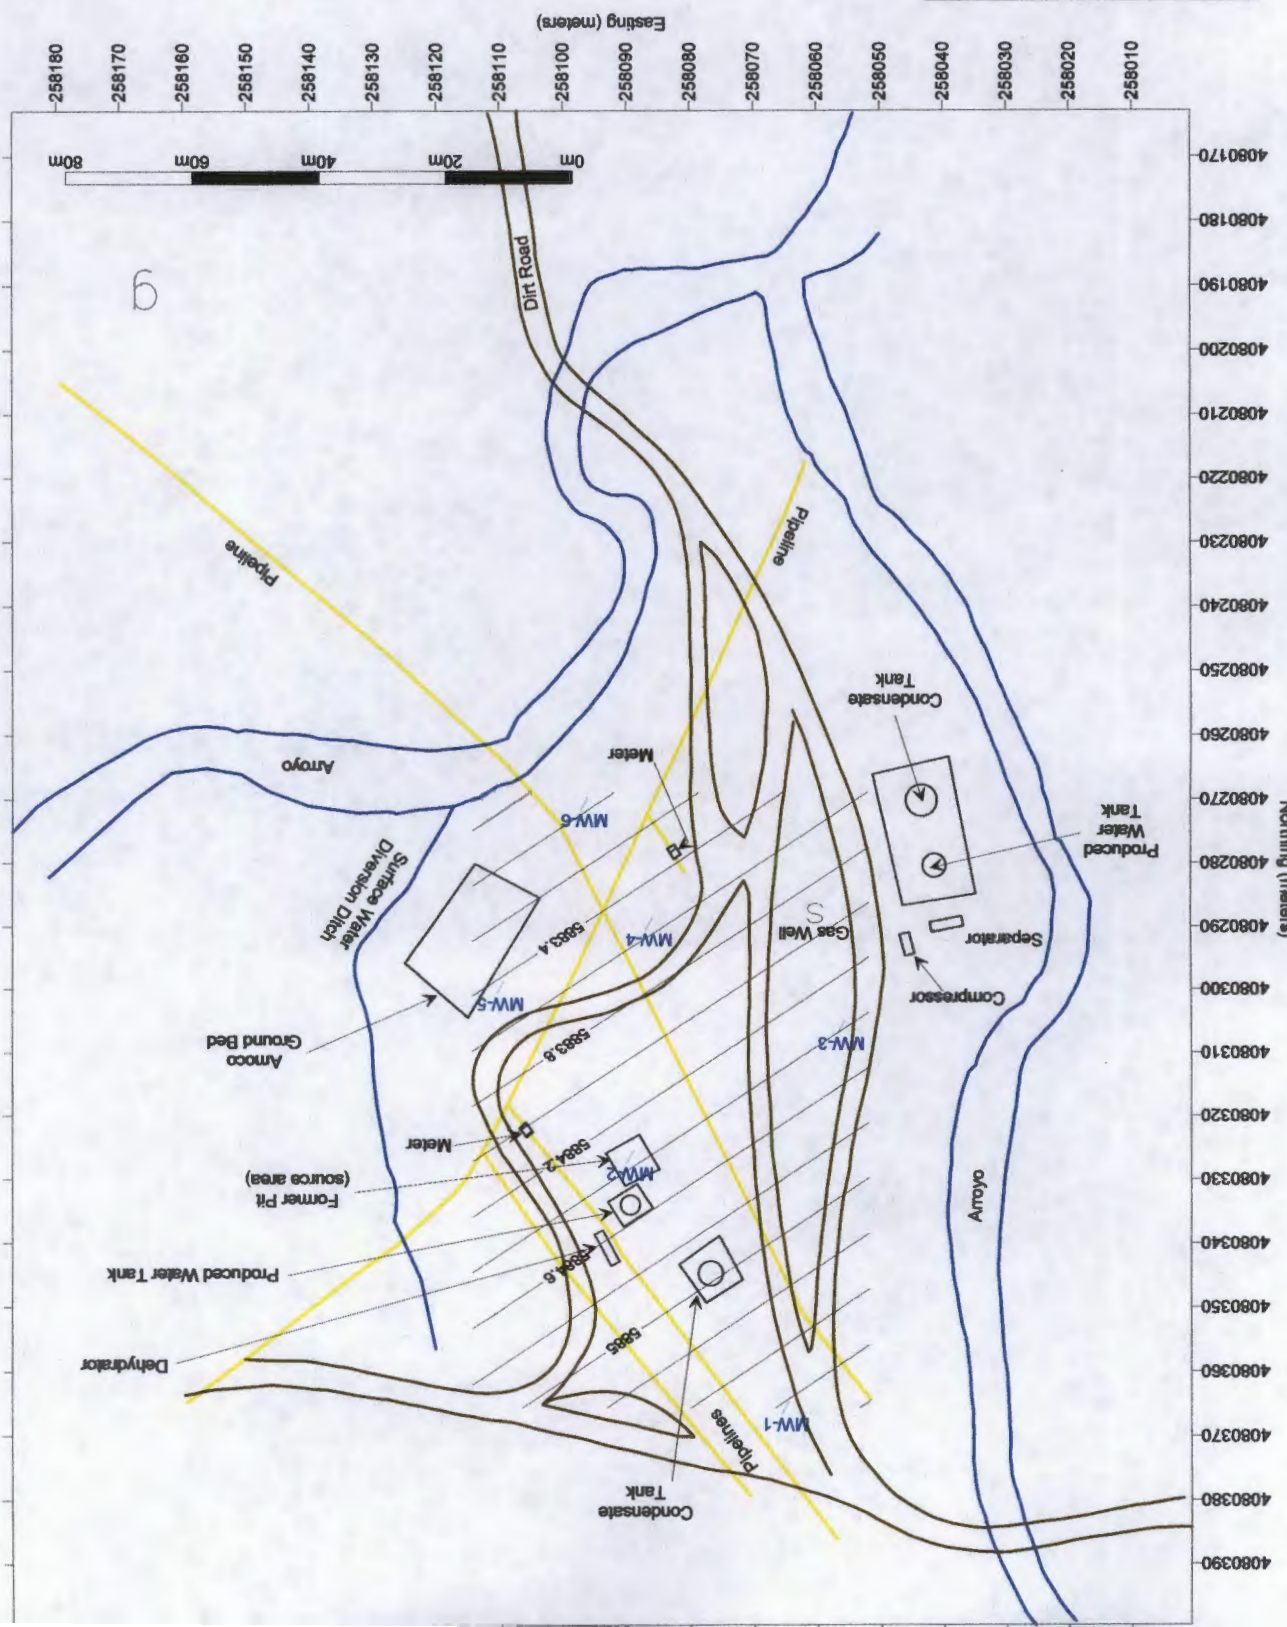 4080390
4080380
4080370
4080360
4080350
4080340
4080330
4080320
4080310
4080300
4080290
4080280
4080270
4080260
4080250
4080240
4080230
4080220
4080210
4080200
4080190
4080180
4080170
Northing (meters)
Condensate
Tank
Pipelines
MW-1
Arroyo
5885
Dehydrator
5884.6
Produced Water Tank
Former Pit
(source area)
MW-2
5884.2
Meter
MW-3
5883.8
Amoco
Ground Bed
Compressor
MW-5
Separator
Gas Well
S
MW-4
5883.4
Surface Water
Diversion Ditch
Produced
Water
Tank
MW-6
Meter
Arroyo
Condensate
Tank
Pipeline
Pipeline
Dirt Road
g
0m
20m
40m
60m
80m
258010
258020
258030
258040
258050
258060
258070
258080
258090
258100
258110
258120
258130
258140
258150
258160
258170
258180
Easting (meters)